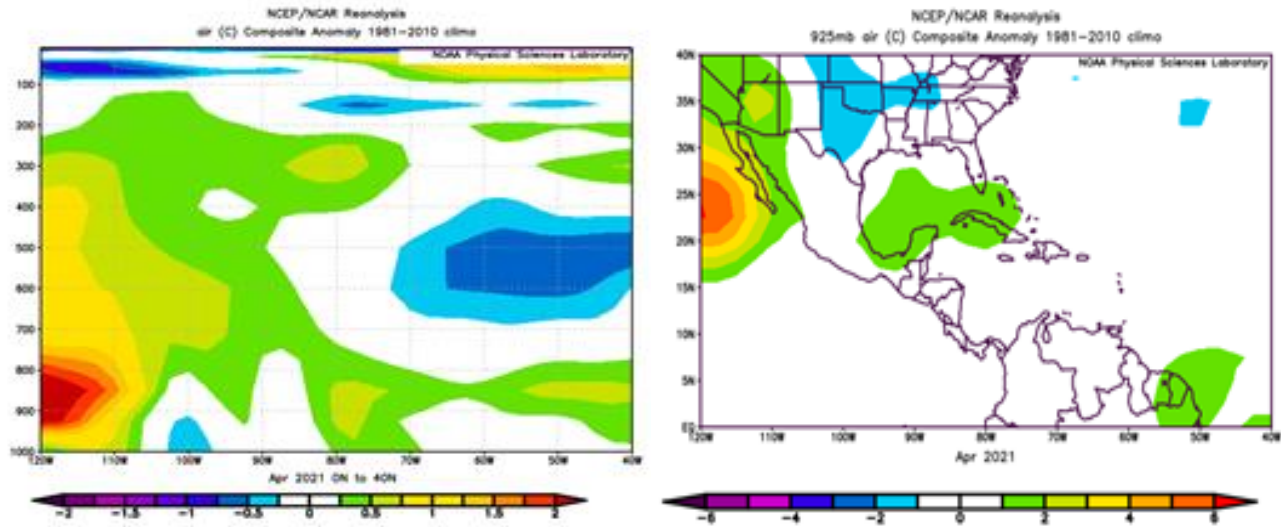 NCEP/NCAR Reanalysis
air (C) Composite Anomaly 1981-2010 climo
NOAA Physical Sciences Laboratory
100
200
300
400
500
600
700
800
900
1000
120W 110W 100W 90W 80W 70W 60W 50W 40W
Apr 2021 0N to 40N
-2 -1.5 -1 -0.5 0 0.5 1 1.5 2
NCEP/NCAR Reanalysis
925mb air (C) Composite Anomaly 1981-2010 climo
NOAA Physical Sciences Laboratory
40N
35N
30N
25N
20N
15N
10N
5N
EQ
120W 110W 100W 90W 80W 70W 60W 50W 40W
Apr 2021
-6 -4 -2 0 2 4 6